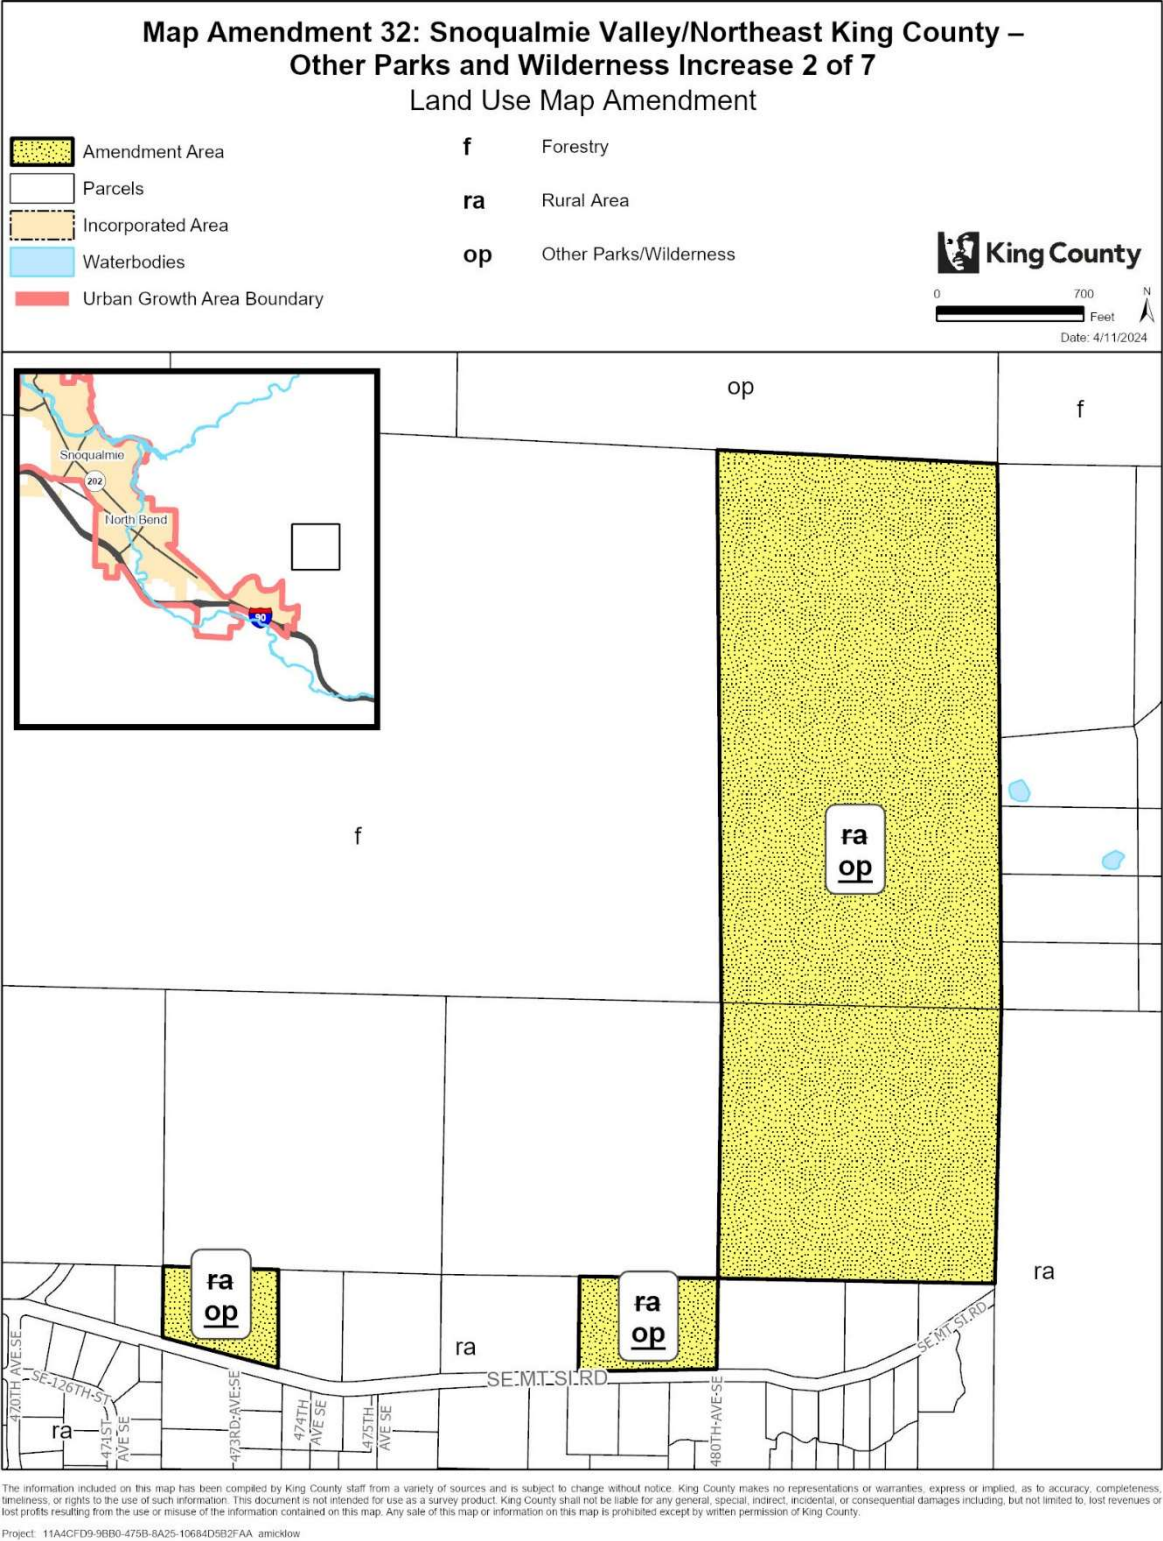 Map Amendment 32: Snoqualmie Valley/Northeast King County –
Other Parks and Wilderness Increase 2 of 7
Land Use Map Amendment
Amendment Area
Parcels
Incorporated Area
Waterbodies
Urban Growth Area Boundary
f Forestry
ra Rural Area
op Other Parks/Wilderness
King County
0 700
Feet
N
Date: 4/11/2024
op
f
Snoqualmie
202
North Bend
90
f
ra
op
ra
ra
op
ra
op
ra
SE MT SI RD
SE MT SI RD
470TH AVE SE
SE 126TH ST
ra
471ST
AVE SE
473RD AVE SE
474TH
AVE SE
475TH
AVE SE
480TH AVE SE
The information included on this map has been compiled by King County staff from a variety of sources and is subject to change without notice. King County makes no representations or warranties, express or implied, as to accuracy, completeness,
timeliness, or rights to the use of such information. This document is not intended for use as a survey product. King County shall not be liable for any general, special, indirect, incidental, or consequential damages including, but not limited to, lost revenues or
lost profits resulting from the use or misuse of the information contained on this map. Any sale of this map or information on this map is prohibited except by written permission of King County.
Project: 11A4CFD9-9BB0-475B-8A25-10684D5B2FAA amicklow